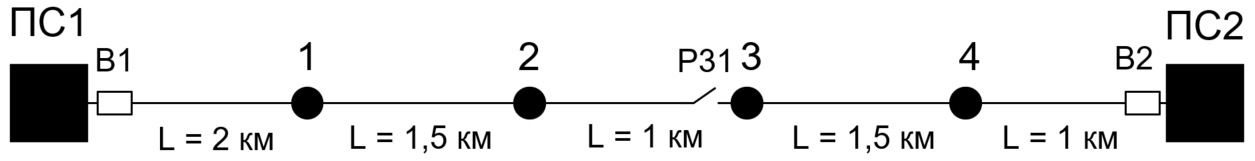 ПС1
В1
1
2
Р31
3
4
В2
ПС2
L = 2 км
L = 1,5 км
L = 1 км
L = 1,5 км
L = 1 км